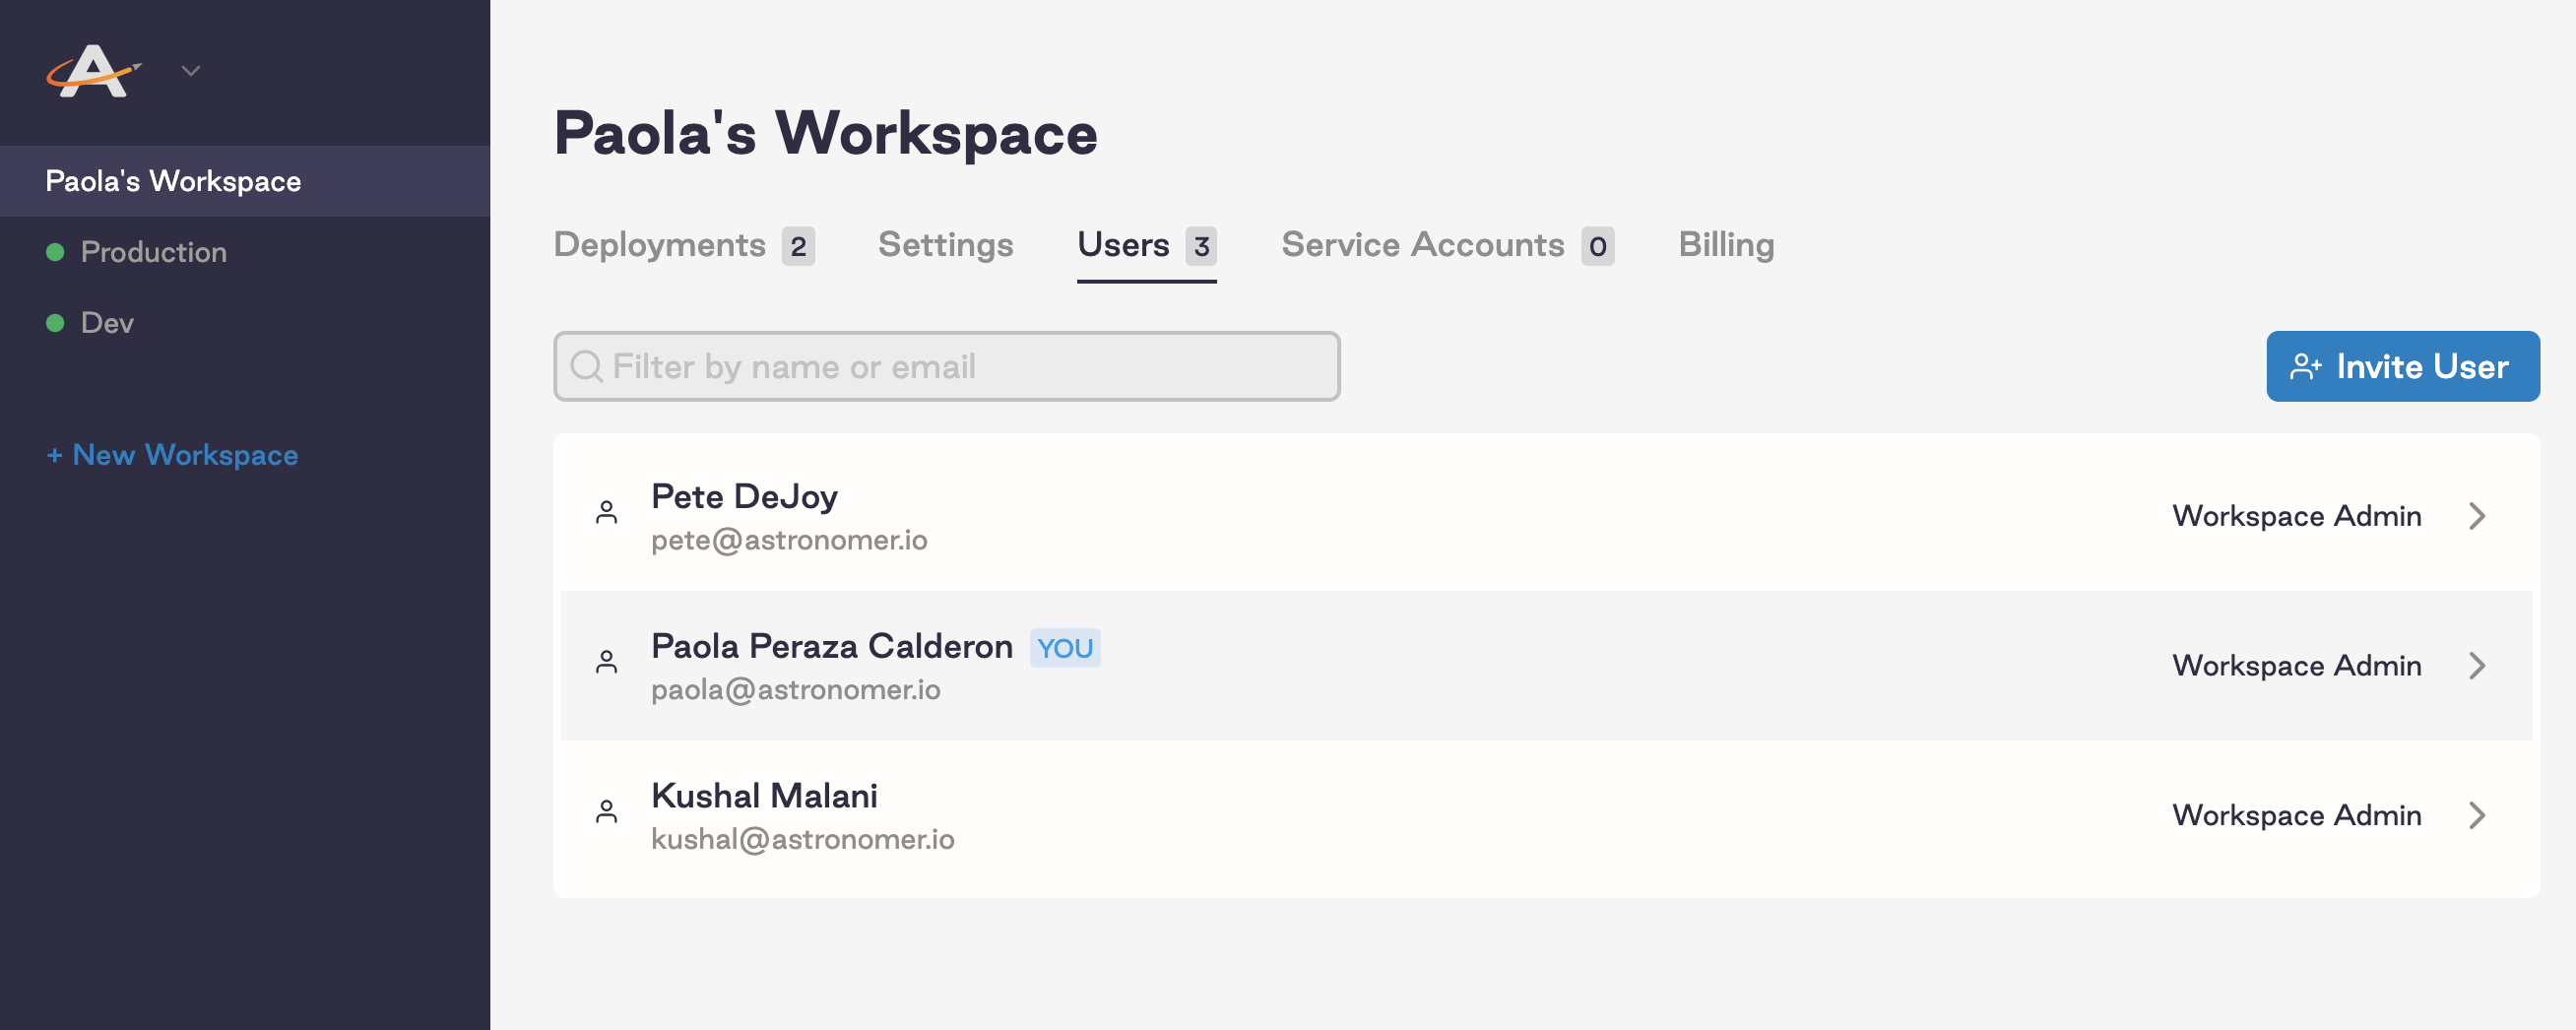 Paola's Workspace
Production
Dev
+ New Workspace
Paola's Workspace
Deployments 2 Settings Users 3 Service Accounts 0 Billing
Filter by name or email
Invite User
Pete DeJoy
pete@astronomer.io
Workspace Admin
Paola Peraza Calderon YOU
paola@astronomer.io
Workspace Admin
Kushal Malani
kushal@astronomer.io
Workspace Admin